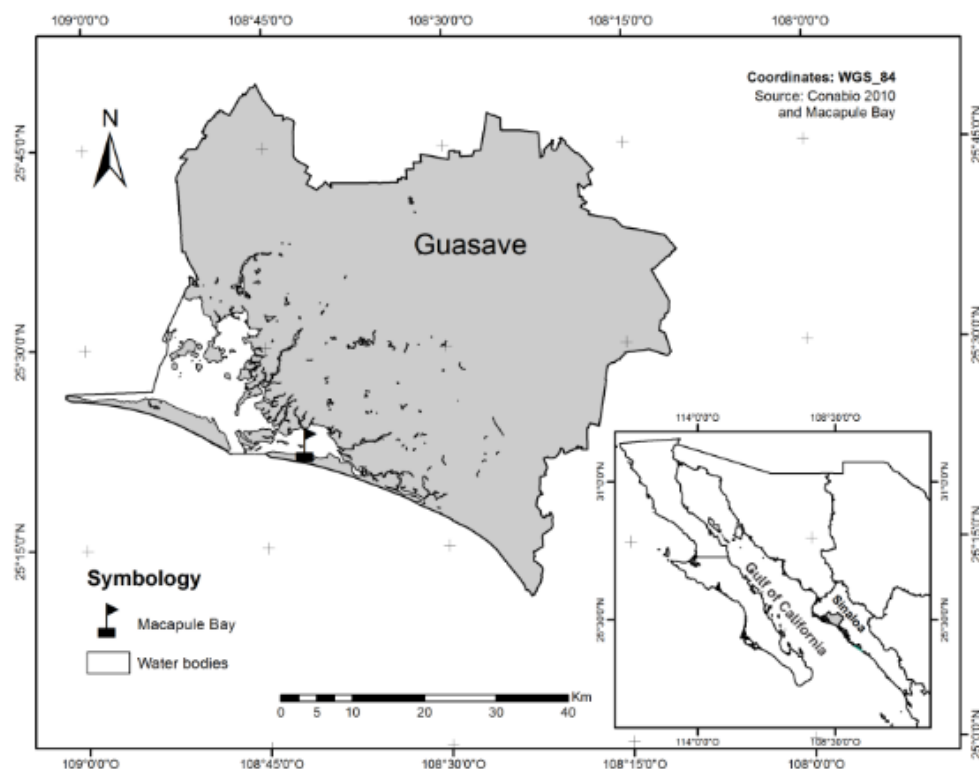 109°0'0"O 108°45'0"O 108°30'0"O 108°15'0"O 108°0'0"O
Coordinates: WGS_84
Source: Conabio 2010
and Macapule Bay
N
25°45'0"N
25°45'0"N
Guasave
25°30'0"N
25°30'0"N
114°0'0"O 108°30'0"O
31°0'0"N
31°0'0"N
25°15'0"N
25°15'0"N
Gulf of California
Sinaloa
25°30'0"N
25°30'0"N
Symbology
Macapule Bay
Water bodies
Km
0 5 10 20 30 40
114°0'0"O 108°30'0"O
25°0'0"N
109°0'0"O 108°45'0"O 108°30'0"O 108°15'0"O 108°0'0"O